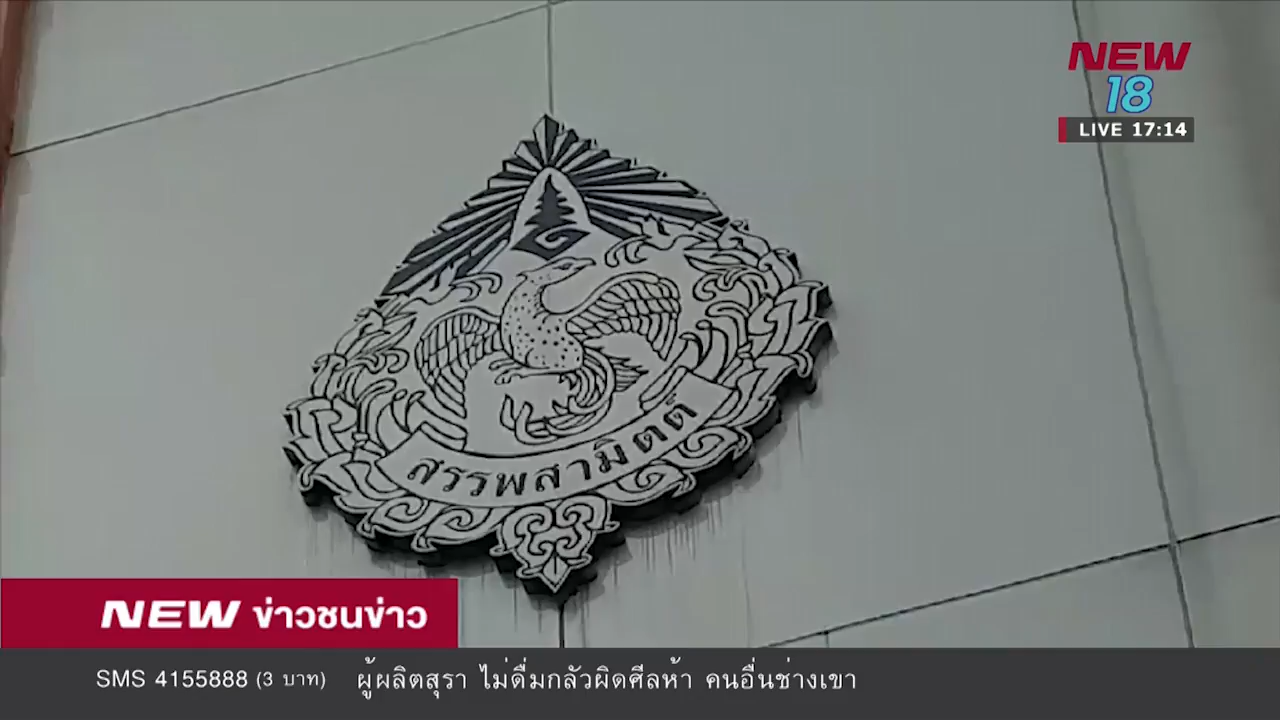 NEW
18
LIVE 17:14
สรรพสามิตต์
NEW ข่าวชนข่าว
SMS 4155888 (3 บาท) ผู้ผลิตสุรา ไม่ดื่มกลัวผิดศีลห้า คนอื่นช่างเขา